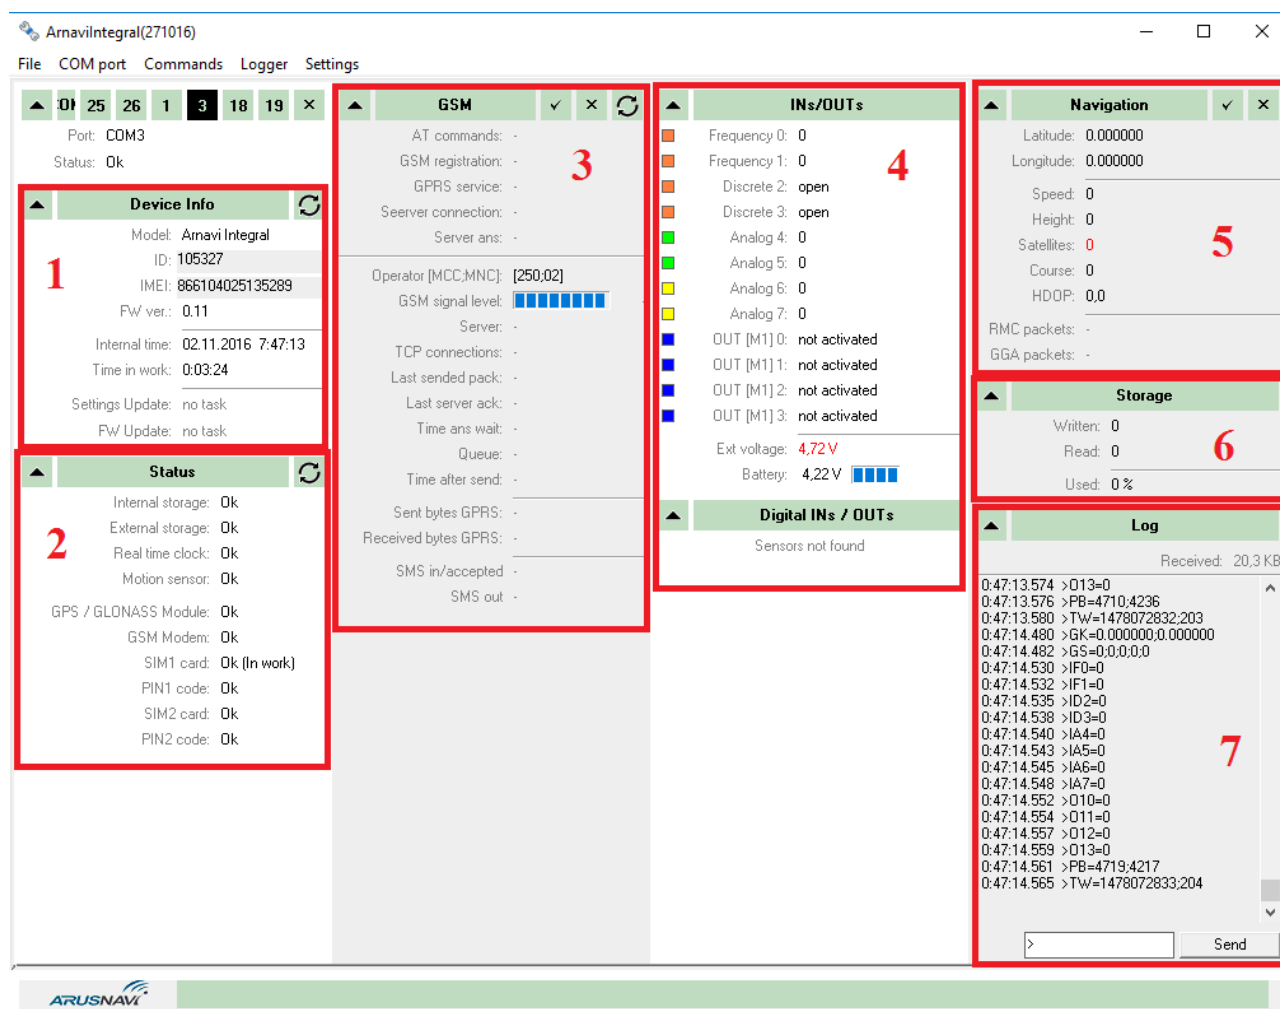 ArnaviIntegral(271016)
File COM port Commands Logger Settings
25 26 1 3 18 19 ×
Port: COM3
Status: Ok
Device Info
1
Model: Arnavi Integral
ID: 105327
IMEI: 866104025135289
FW ver.: 0.11
Internal time: 02.11.2016 7:47:13
Time in work: 0:03:24
Settings Update: no task
FW Update: no task
Status
2
Internal storage: Ok
External storage: Ok
Real time clock: Ok
Motion sensor: Ok
GPS / GLONASS Module: Ok
GSM Modem: Ok
SIM1 card: Ok (In work)
PIN1 code: Ok
SIM2 card: Ok
PIN2 code: Ok
GSM
3
AT commands: -
GSM registration: -
GPRS service: -
Seerver connection: -
Server ans: -
Operator [MCC;MNC]: [250;02]
GSM signal level:
Server: -
TCP connections: -
Last sended pack: -
Last server ack: -
Time ans wait: -
Queue: -
Time after send: -
Sent bytes GPRS: -
Received bytes GPRS: -
SMS in/accepted -
SMS out -
INs/OUTs
4
Frequency 0: 0
Frequency 1: 0
Discrete 2: open
Discrete 3: open
Analog 4: 0
Analog 5: 0
Analog 6: 0
Analog 7: 0
OUT [M1] 0: not activated
OUT [M1] 1: not activated
OUT [M1] 2: not activated
OUT [M1] 3: not activated
Ext voltage: 4,72 V
Battery: 4,22 V
Digital INs / OUTs
Sensors not found
Navigation
5
Latitude: 0.000000
Longitude: 0.000000
Speed: 0
Height: 0
Satellites: 0
Course: 0
HDOP: 0,0
RMC packets: -
GGA packets: -
Storage
6
Written: 0
Read: 0
Used: 0 %
Log
7
Received: 20,3 KB
0:47:13.574 >O13=0
0:47:13.576 >PB=4710;4236
0:47:13.580 >TW=1478072832;203
0:47:14.480 >GK=0.000000;0.000000
0:47:14.482 >GS=0;0;0;0;0
0:47:14.530 >IF0=0
0:47:14.532 >IF1=0
0:47:14.535 >ID2=0
0:47:14.538 >ID3=0
0:47:14.540 >IA4=0
0:47:14.543 >IA5=0
0:47:14.545 >IA6=0
0:47:14.548 >IA7=0
0:47:14.552 >O10=0
0:47:14.554 >O11=0
0:47:14.557 >O12=0
0:47:14.559 >O13=0
0:47:14.561 >PB=4719;4217
0:47:14.565 >TW=1478072833;204
> Send
ARUSNAVI